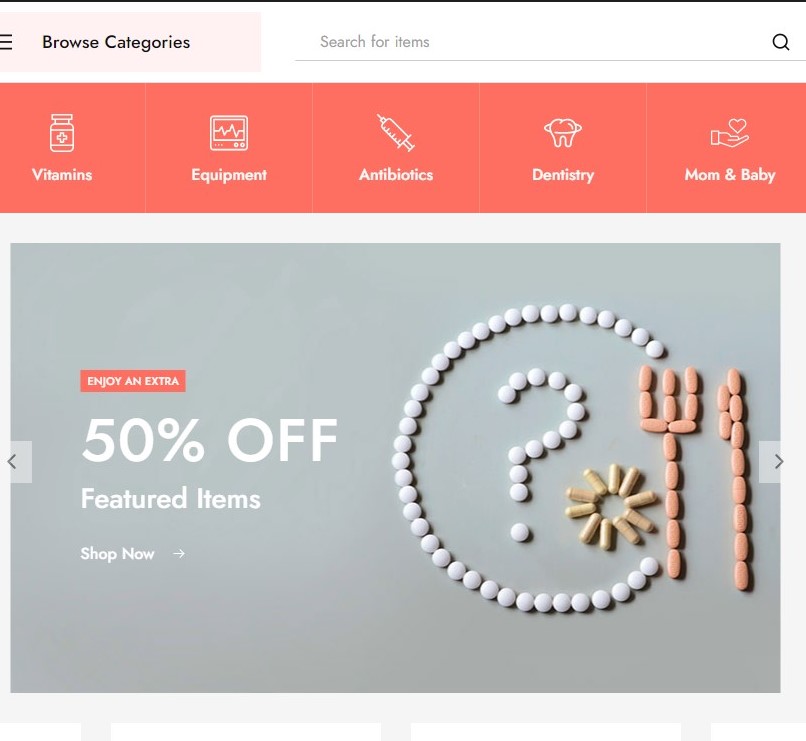 Browse Categories
Search for items
Vitamins
Equipment
Antibiotics
Dentistry
Mom & Baby
ENJOY AN EXTRA
50% OFF
Featured Items
Shop Now